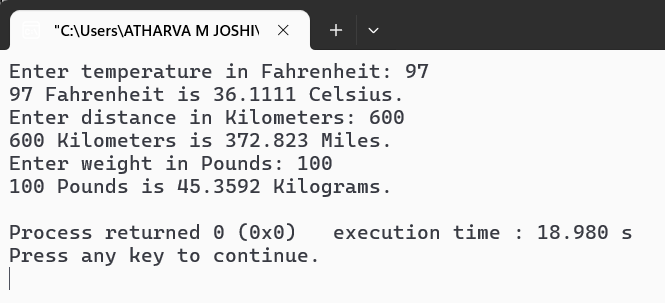 "C:\Users\ATHARVA M JOSHI\
Enter temperature in Fahrenheit: 97
97 Fahrenheit is 36.1111 Celsius.
Enter distance in Kilometers: 600
600 Kilometers is 372.823 Miles.
Enter weight in Pounds: 100
100 Pounds is 45.3592 Kilograms.
Process returned 0 (0x0)   execution time : 18.980 s
Press any key to continue.